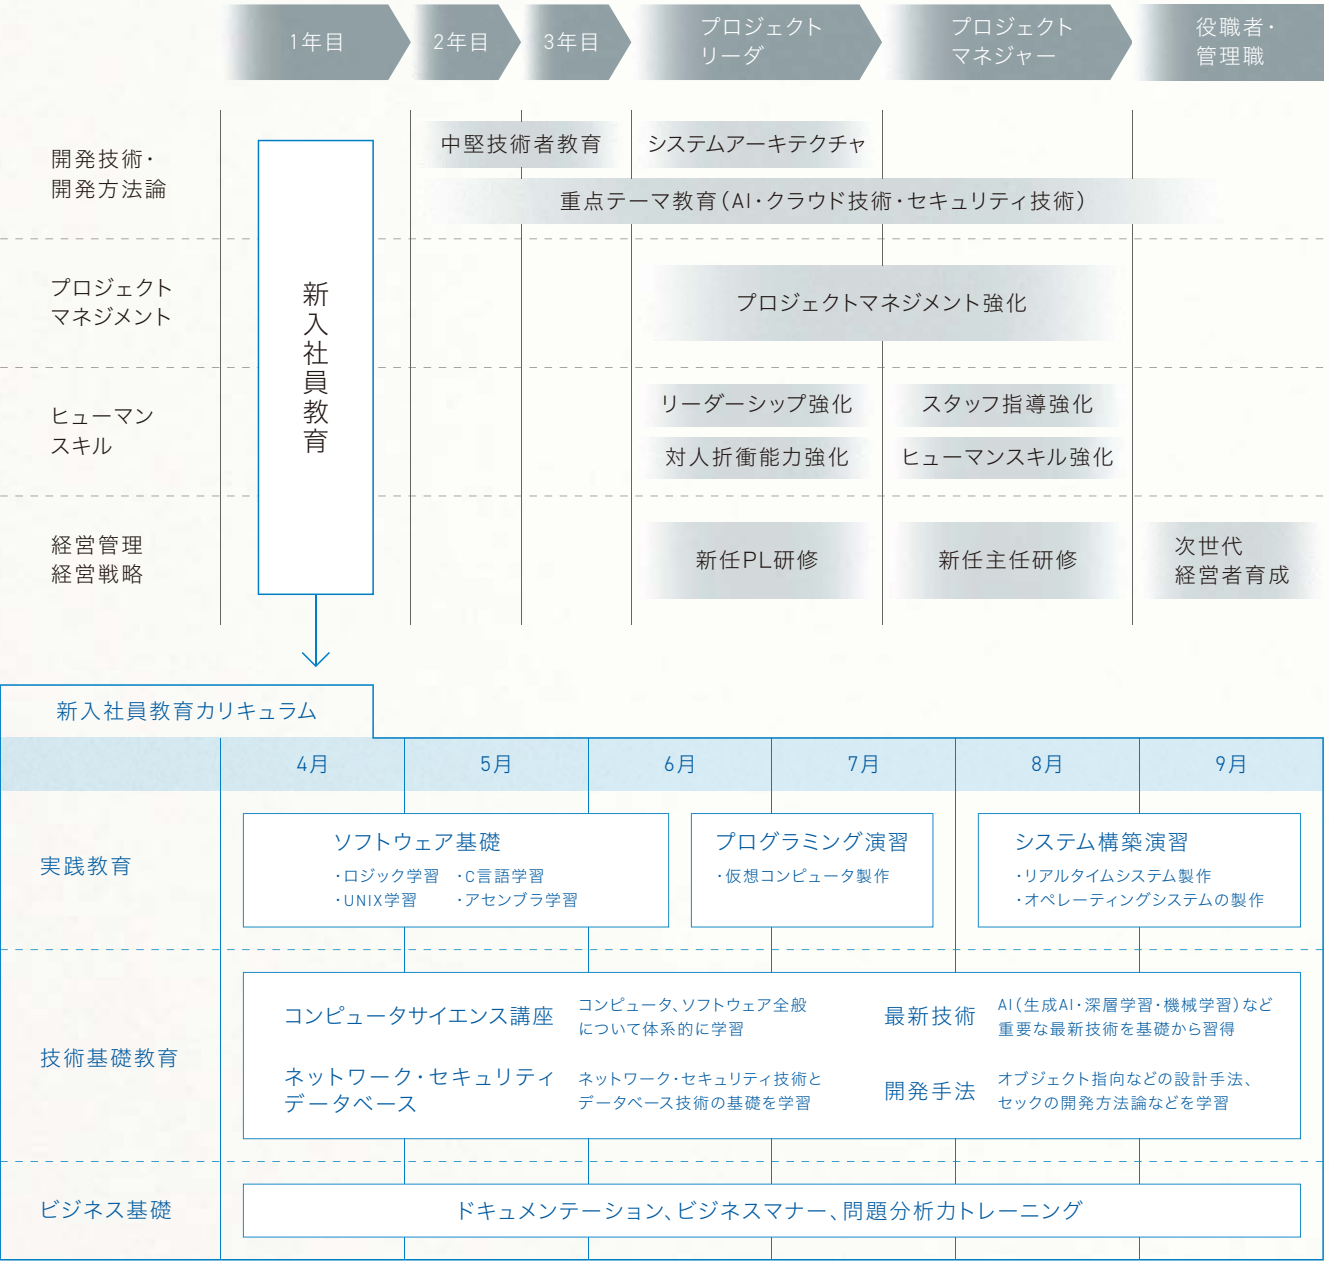 1年目
2年目
3年目
プロジェクト
リーダ
プロジェクト
マネジャー
役職者・
管理職
開発技術・
開発方法論
中堅技術者教育
システムアーキテクチャ
重点テーマ教育（AI・クラウド技術・セキュリティ技術）
プロジェクト
マネジメント
プロジェクトマネジメント強化
新入社員教育
ヒューマン
スキル
リーダーシップ強化
スタッフ指導強化
対人折衝能力強化
ヒューマンスキル強化
経営管理
経営戦略
新任PL研修
新任主任研修
次世代
経営者育成
新入社員教育カリキュラム
4月
5月
6月
7月
8月
9月
実践教育
ソフトウェア基礎
・ロジック学習 ・C言語学習
・UNIX学習 ・アセンブラ学習
プログラミング演習
・仮想コンピュータ製作
システム構築演習
・リアルタイムシステム製作
・オペレーティングシステムの製作
技術基礎教育
コンピュータサイエンス講座
コンピュータ、ソフトウェア全般
について体系的に学習
最新技術
AI（生成AI・深層学習・機械学習）など
重要な最新技術を基礎から習得
ネットワーク・セキュリティ
データベース
ネットワーク・セキュリティ技術と
データベース技術の基礎を学習
開発手法
オブジェクト指向などの設計手法、
セックの開発方法論などを学習
ビジネス基礎
ドキュメンテーション、ビジネスマナー、問題分析力トレーニング